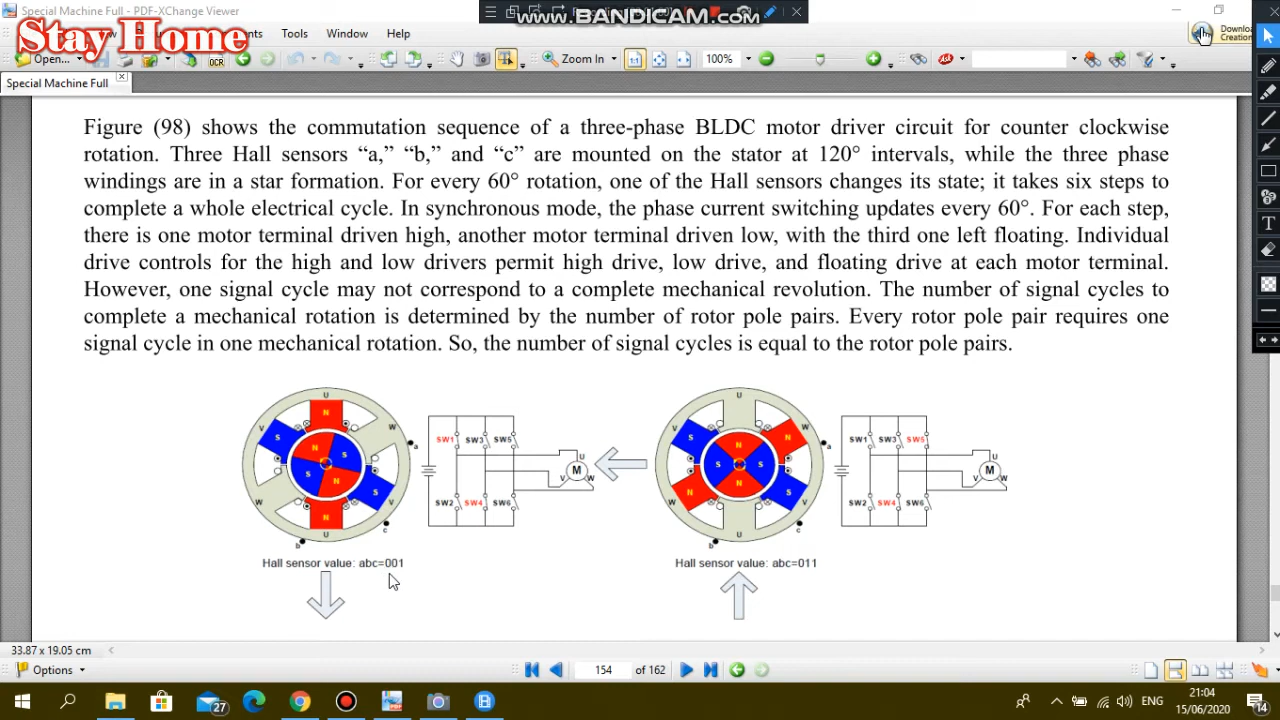 Special Machine Full - PDF-XChange Viewer
www.BANDICAM.com
Stay Home
Tools
Window
Help
Download
Creation
Open...
OCR
Zoom In
100%
Special Machine Full
Figure (98) shows the commutation sequence of a three-phase BLDC motor driver circuit for counter clockwise
rotation. Three Hall sensors “a,” “b,” and “c” are mounted on the stator at 120° intervals, while the three phase
windings are in a star formation. For every 60° rotation, one of the Hall sensors changes its state; it takes six steps to
complete a whole electrical cycle. In synchronous mode, the phase current switching updates every 60°. For each step,
there is one motor terminal driven high, another motor terminal driven low, with the third one left floating. Individual
drive controls for the high and low drivers permit high drive, low drive, and floating drive at each motor terminal.
However, one signal cycle may not correspond to a complete mechanical revolution. The number of signal cycles to
complete a mechanical rotation is determined by the number of rotor pole pairs. Every rotor pole pair requires one
signal cycle in one mechanical rotation. So, the number of signal cycles is equal to the rotor pole pairs.
U
N
V
W
S
N
S
a
SW1
SW3
SW5
U
M
V
W
S
N
S
W
V
N
SW2
SW4
SW6
U
c
b
Hall sensor value: abc=001
U
V
W
S
N
N
a
SW1
SW3
SW5
U
M
S
S
V
W
N
N
S
W
V
SW2
SW4
SW6
U
c
b
Hall sensor value: abc=011
33.87 x 19.05 cm
Options
154
of 162
27
ENG
21:04
15/06/2020
14